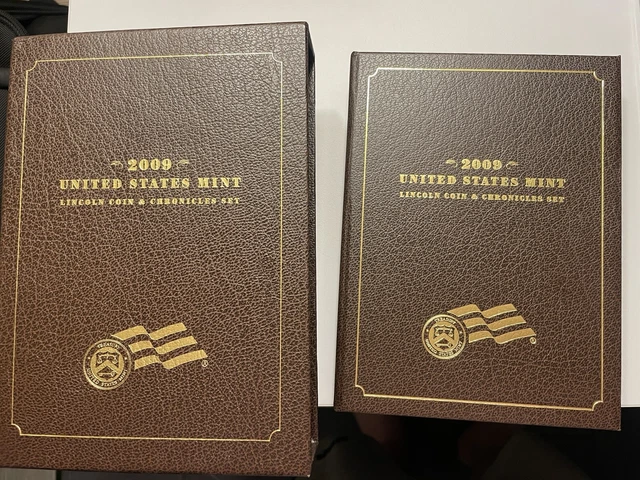 2009
UNITED STATES MINT
LINCOLN COIN & CHRONICLES SET
2009
UNITED STATES MINT
LINCOLN COIN & CHRONICLES SET